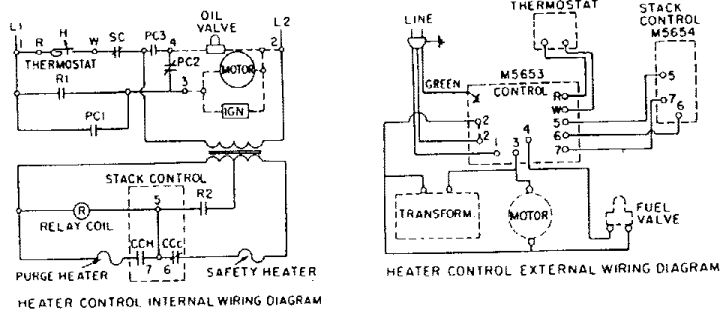 L1
L2
OIL
VALVE
1 R H W SC PC3 4 2
THERMOSTAT
PC2
MOTOR
R1
3
IGN
PC1
STACK CONTROL
5
R2
R
RELAY COIL
CCH CCC
7 6
PURGE HEATER
SAFETY HEATER
HEATER CONTROL INTERNAL WIRING DIAGRAM
THERMOSTAT
STACK
CONTROL
M5654
LINE
GREEN
M5653
CONTROL
R
W
5
6
7
2
2
1
3
4
5
7
6
TRANSFORM.
MOTOR
FUEL
VALVE
HEATER CONTROL EXTERNAL WIRING DIAGRAM